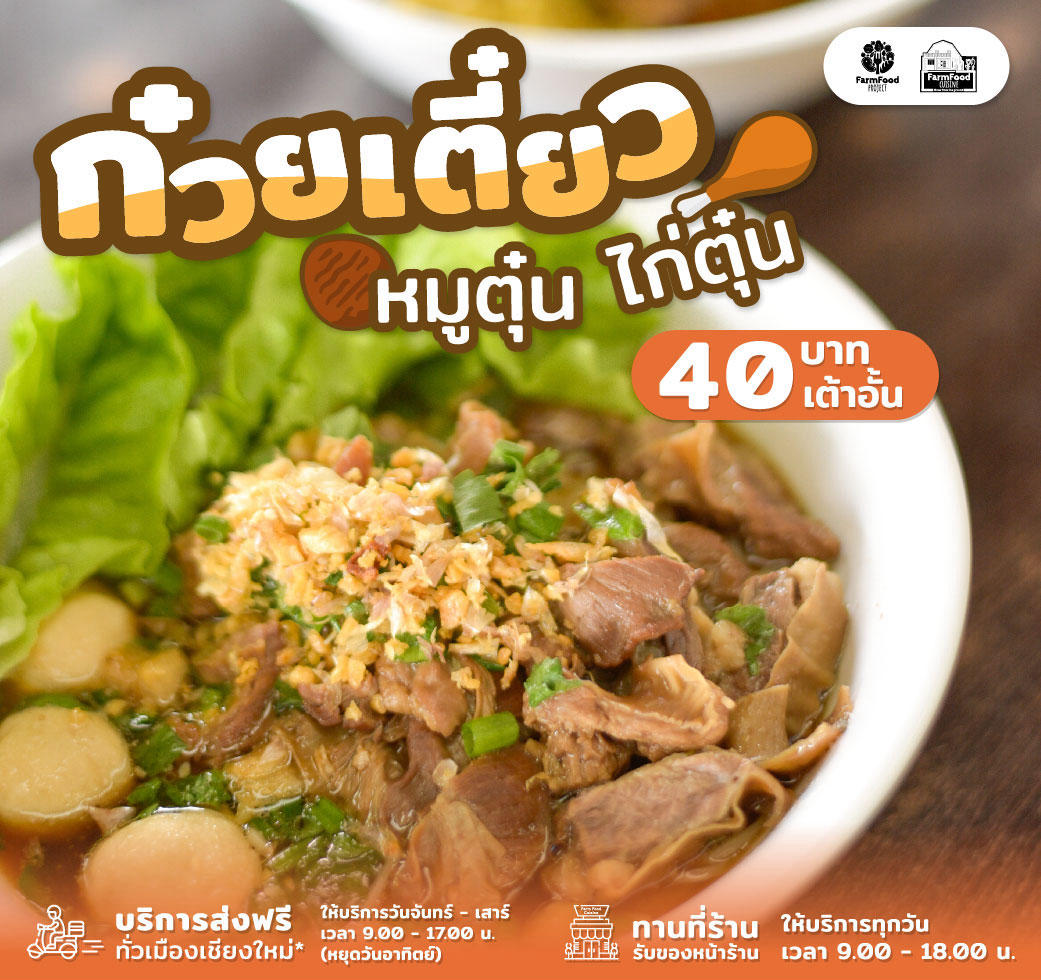 ก๋วยเตี๋ยว
หมูตุ๋น ไก่ตุ๋น
40 บาท
เต้าอั้น
FarmFood
PROJECT
FarmFood
CUISINE
บริการส่งฟรี
ทั่วเมืองเชียงใหม่*
ให้บริการวันจันทร์ - เสาร์
เวลา 9.00 - 17.00 น.
(หยุดวันอาทิตย์)
Farm Food
Cuisine
ทานที่ร้าน
รับของหน้าร้าน
ให้บริการทุกวัน
เวลา 9.00 - 18.00 น.